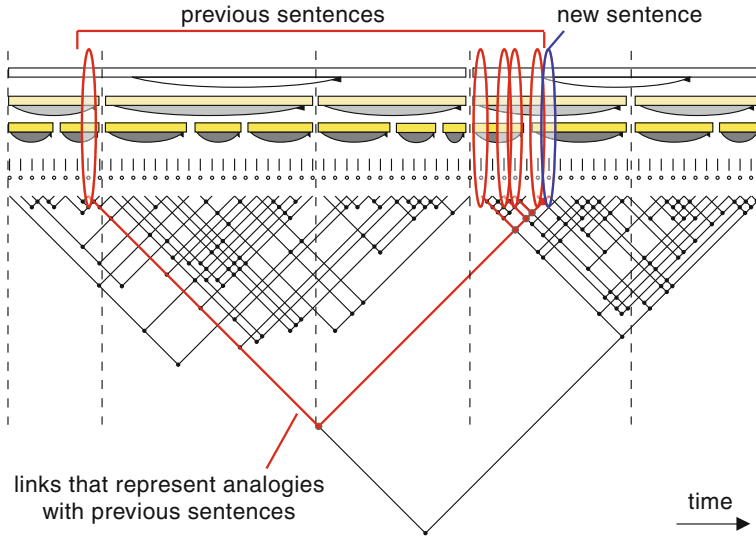 previous sentences
new sentence
links that represent analogies
with previous sentences
time